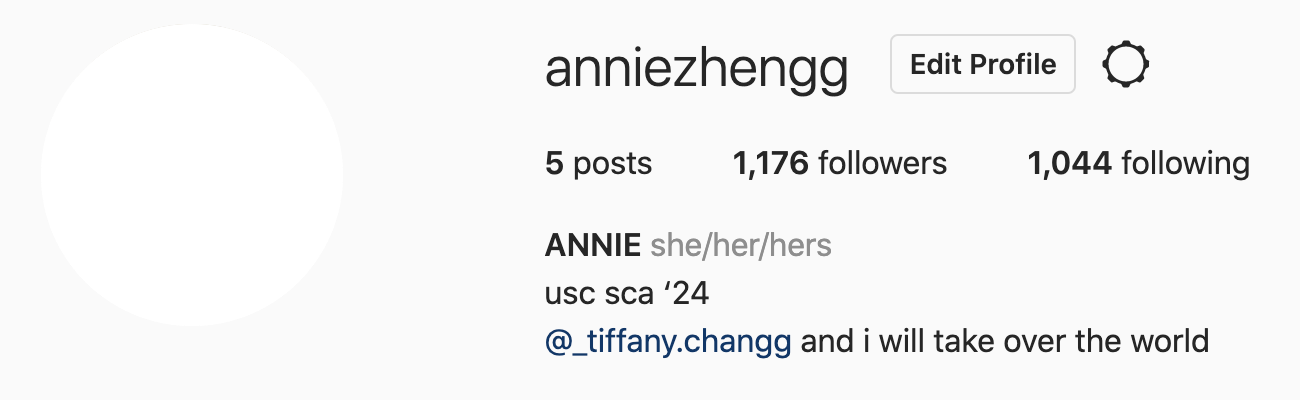 anniezhengg Edit Profile
5 posts 1,176 followers 1,044 following
ANNIE she/her/hers
usc sca ‘24
@_tiffany.changg and i will take over the world